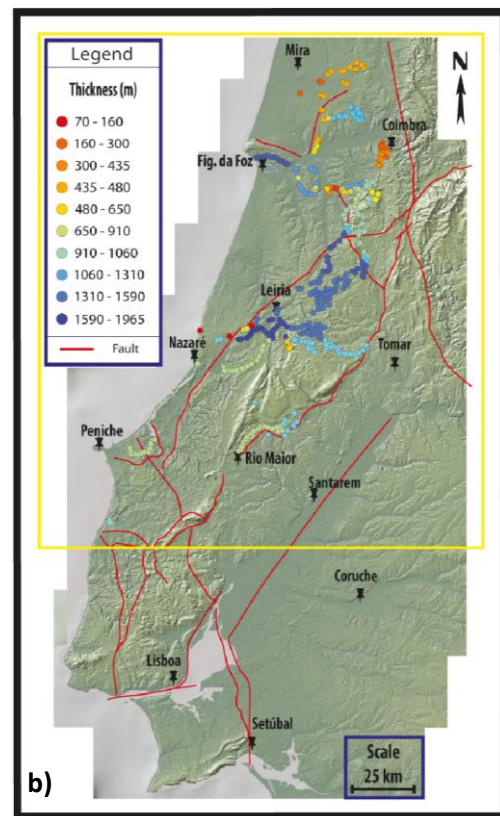 Legend
Thickness (m)
70 - 160
160 - 300
300 - 435
435 - 480
480 - 650
650 - 910
910 - 1060
1060 - 1310
1310 - 1590
1590 - 1965
Fault
Mira
N
Coimbra
Fig. da Foz
Leiria
Nazaré
Tomar
Peniche
Rio Maior
Santarem
Coruche
Lisboa
Setúbal
b)
Scale
25 km